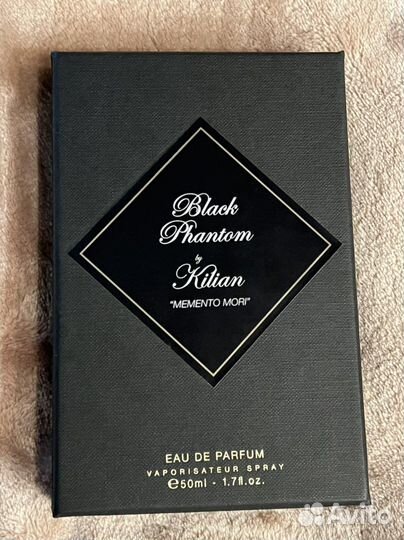 Black
Phantom
by
Kilian
"MEMENTO MORI"
EAU DE PARFUM
VAPORISATEUR SPRAY
℮50ml - 1.7fl.oz.
Avito